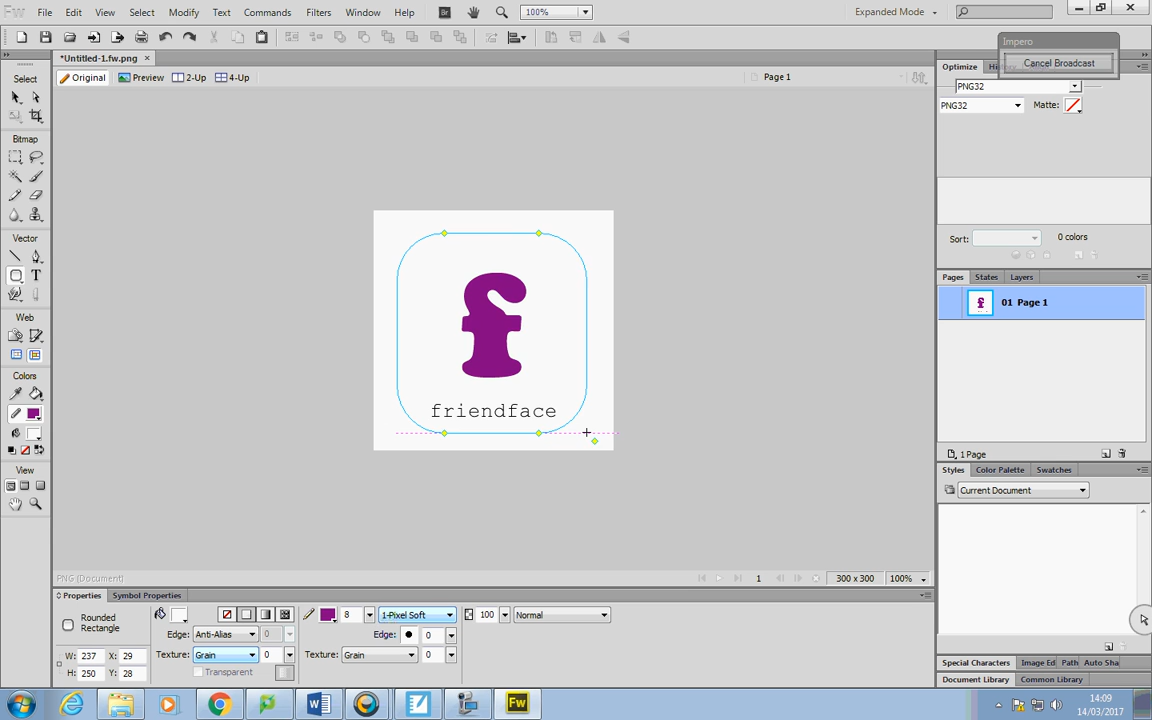 Fw File Edit View Select Modify Text Commands Filters Window Help Br 100% Expanded Mode
Impero
Cancel Broadcast
*Untitled-1.fw.png
Original Preview 2-Up 4-Up Page 1
Select
Bitmap
Vector
T
Web
Colors
View
Optimize
PNG32
PNG32 Matte:
Sort: 0 colors
Pages States Layers
01 Page 1
1 Page
Styles Color Palette Swatches
Current Document
f
friendface
PNG (Document) 1 300 x 300 100%
Properties Symbol Properties
Rounded Rectangle
W: 237 X: 29
H: 250 Y: 28
Edge: Anti-Alias 0
Texture: Grain 0
Transparent
8 1-Pixel Soft 100 Normal
Edge: 0
Texture: Grain 0
Special Characters Image Ed Path Auto Sha
Document Library Common Library
Fw
14:09
14/03/2017